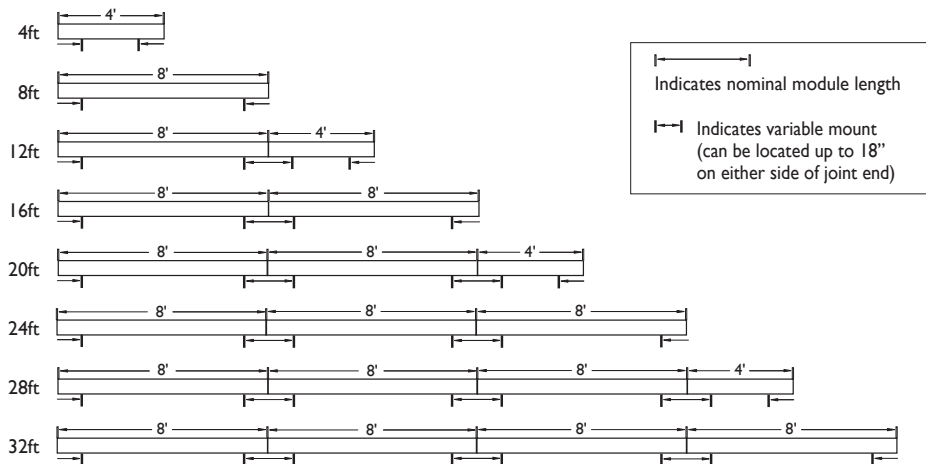 4'
4ft
8'
8ft
8' 4'
12ft
8' 8'
16ft
8' 8' 4'
20ft
8' 8' 8'
24ft
8' 8' 8' 4'
28ft
8' 8' 8' 8'
32ft
Indicates nominal module length
Indicates variable mount
(can be located up to 18”
on either side of joint end)